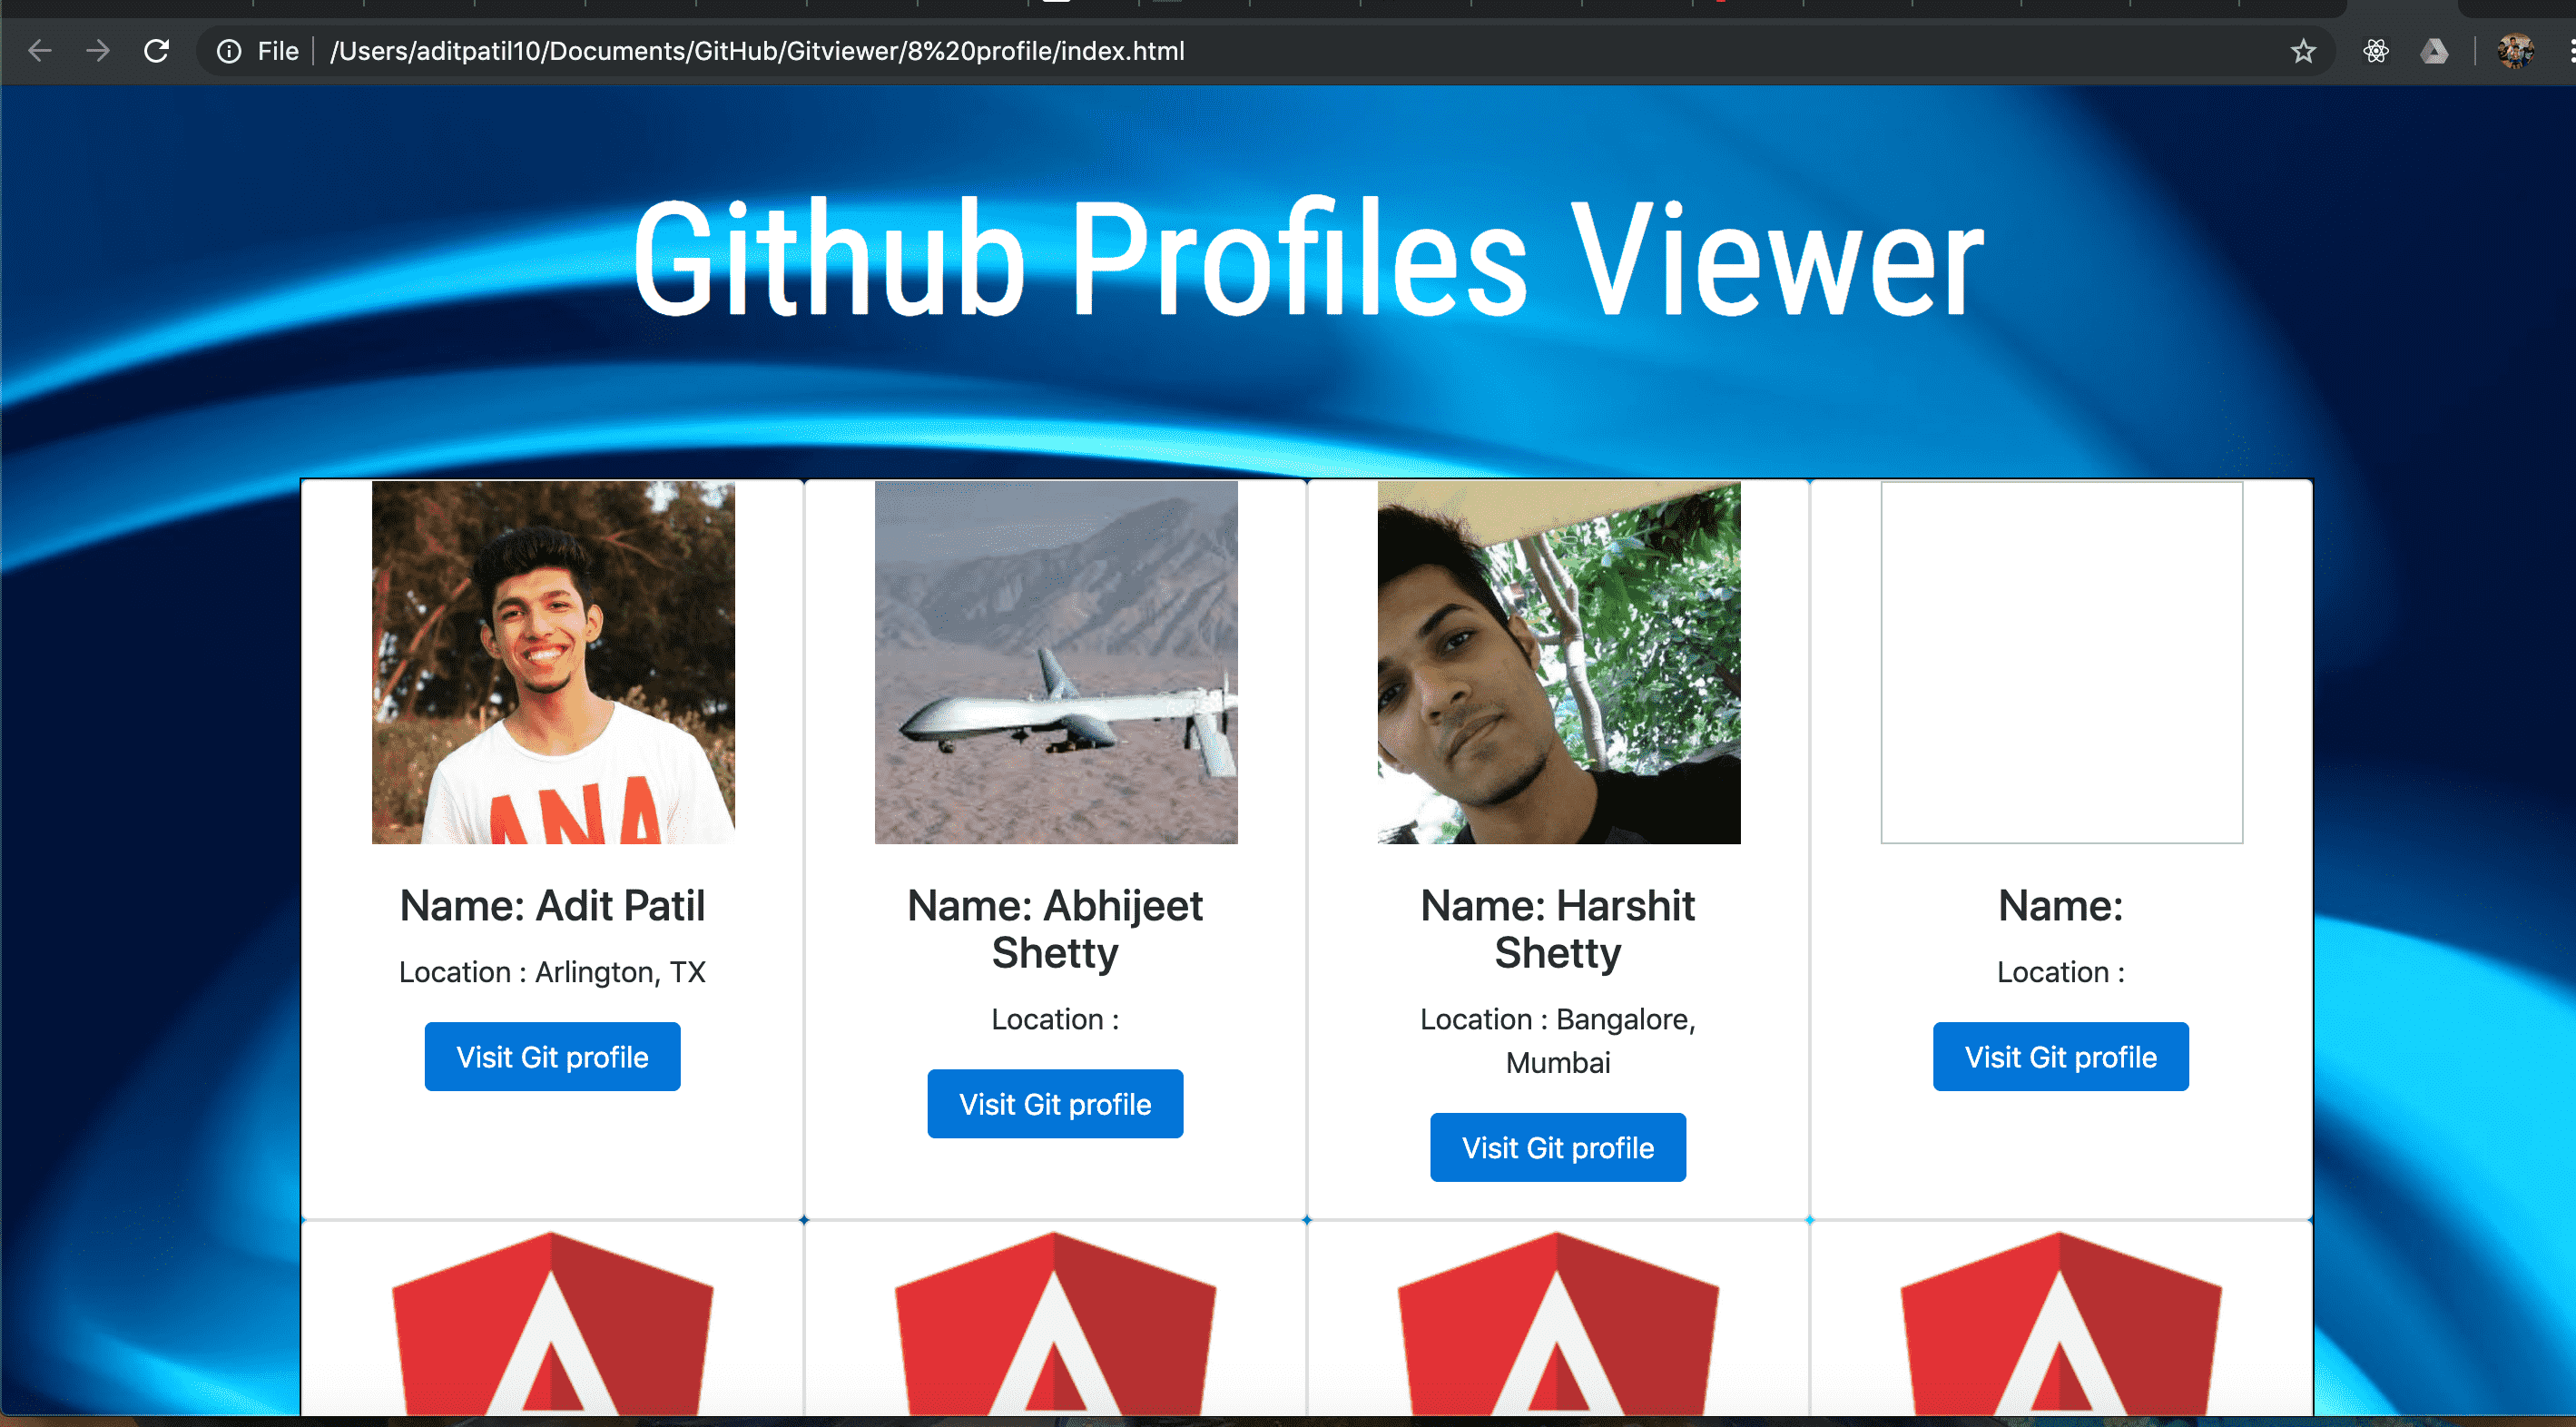 File /Users/aditpatil10/Documents/GitHub/Gitviewer/8%20profile/index.html
Github Profiles Viewer
ANA
Name: Adit Patil
Location : Arlington, TX
Visit Git profile
Name: Abhijeet
Shetty
Location :
Visit Git profile
Name: Harshit
Shetty
Location : Bangalore,
Mumbai
Visit Git profile
Name:
Location :
Visit Git profile